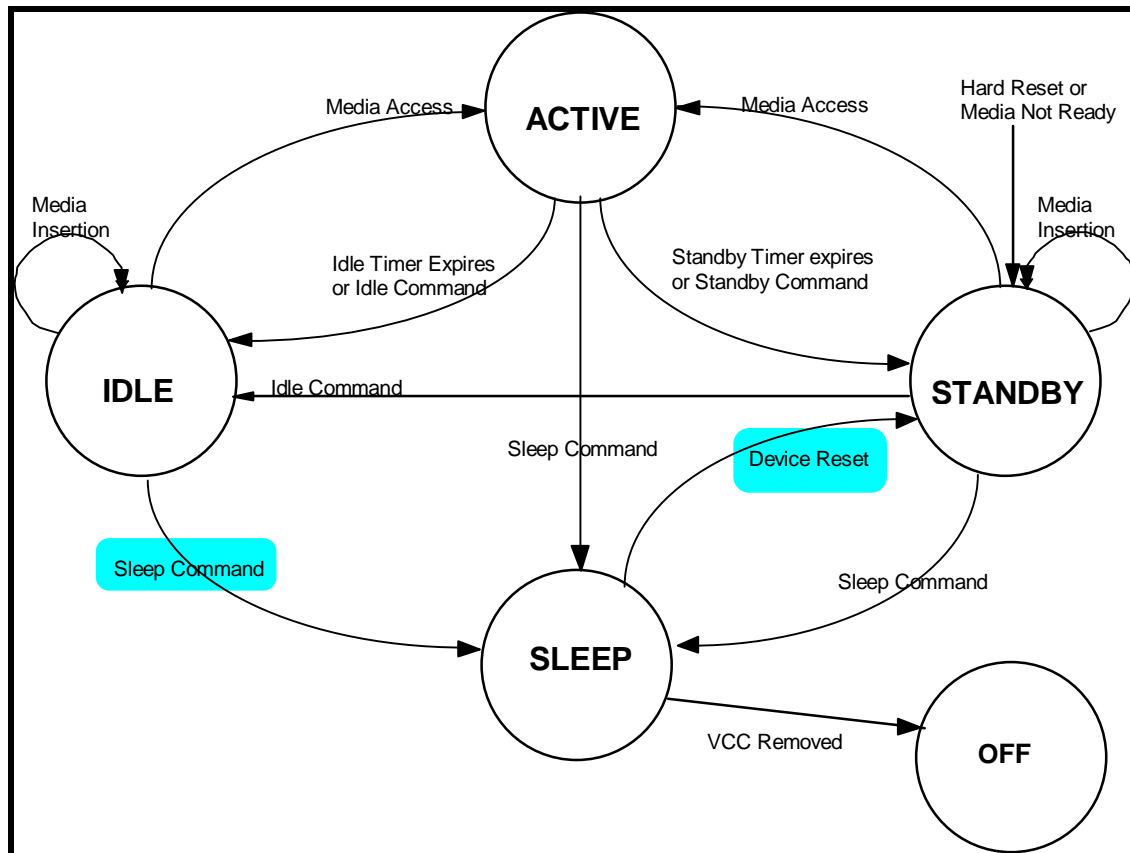 Hard Reset or
Media Not Ready
Media Access
ACTIVE
Media Access
Media
Insertion
Media
Insertion
Idle Timer Expires
or Idle Command
Standby Timer expires
or Standby Command
IDLE
Idle Command
STANDBY
Sleep Command
Device Reset
Sleep Command
Sleep Command
SLEEP
VCC Removed
OFF